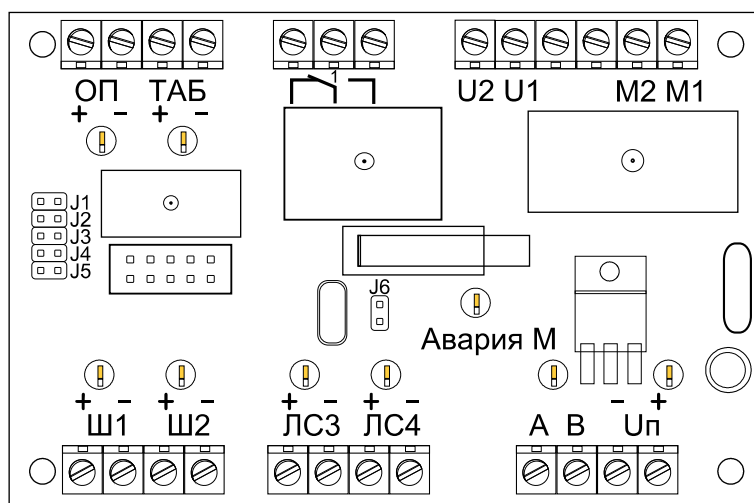 ОП ТАБ
+ - + -
1
U2 U1 M2 M1
J1
J2
J3
J4
J5
J6
Авария М
+ - + -
Ш1 Ш2
+ - + -
ЛС3 ЛС4
- +
A B Uп